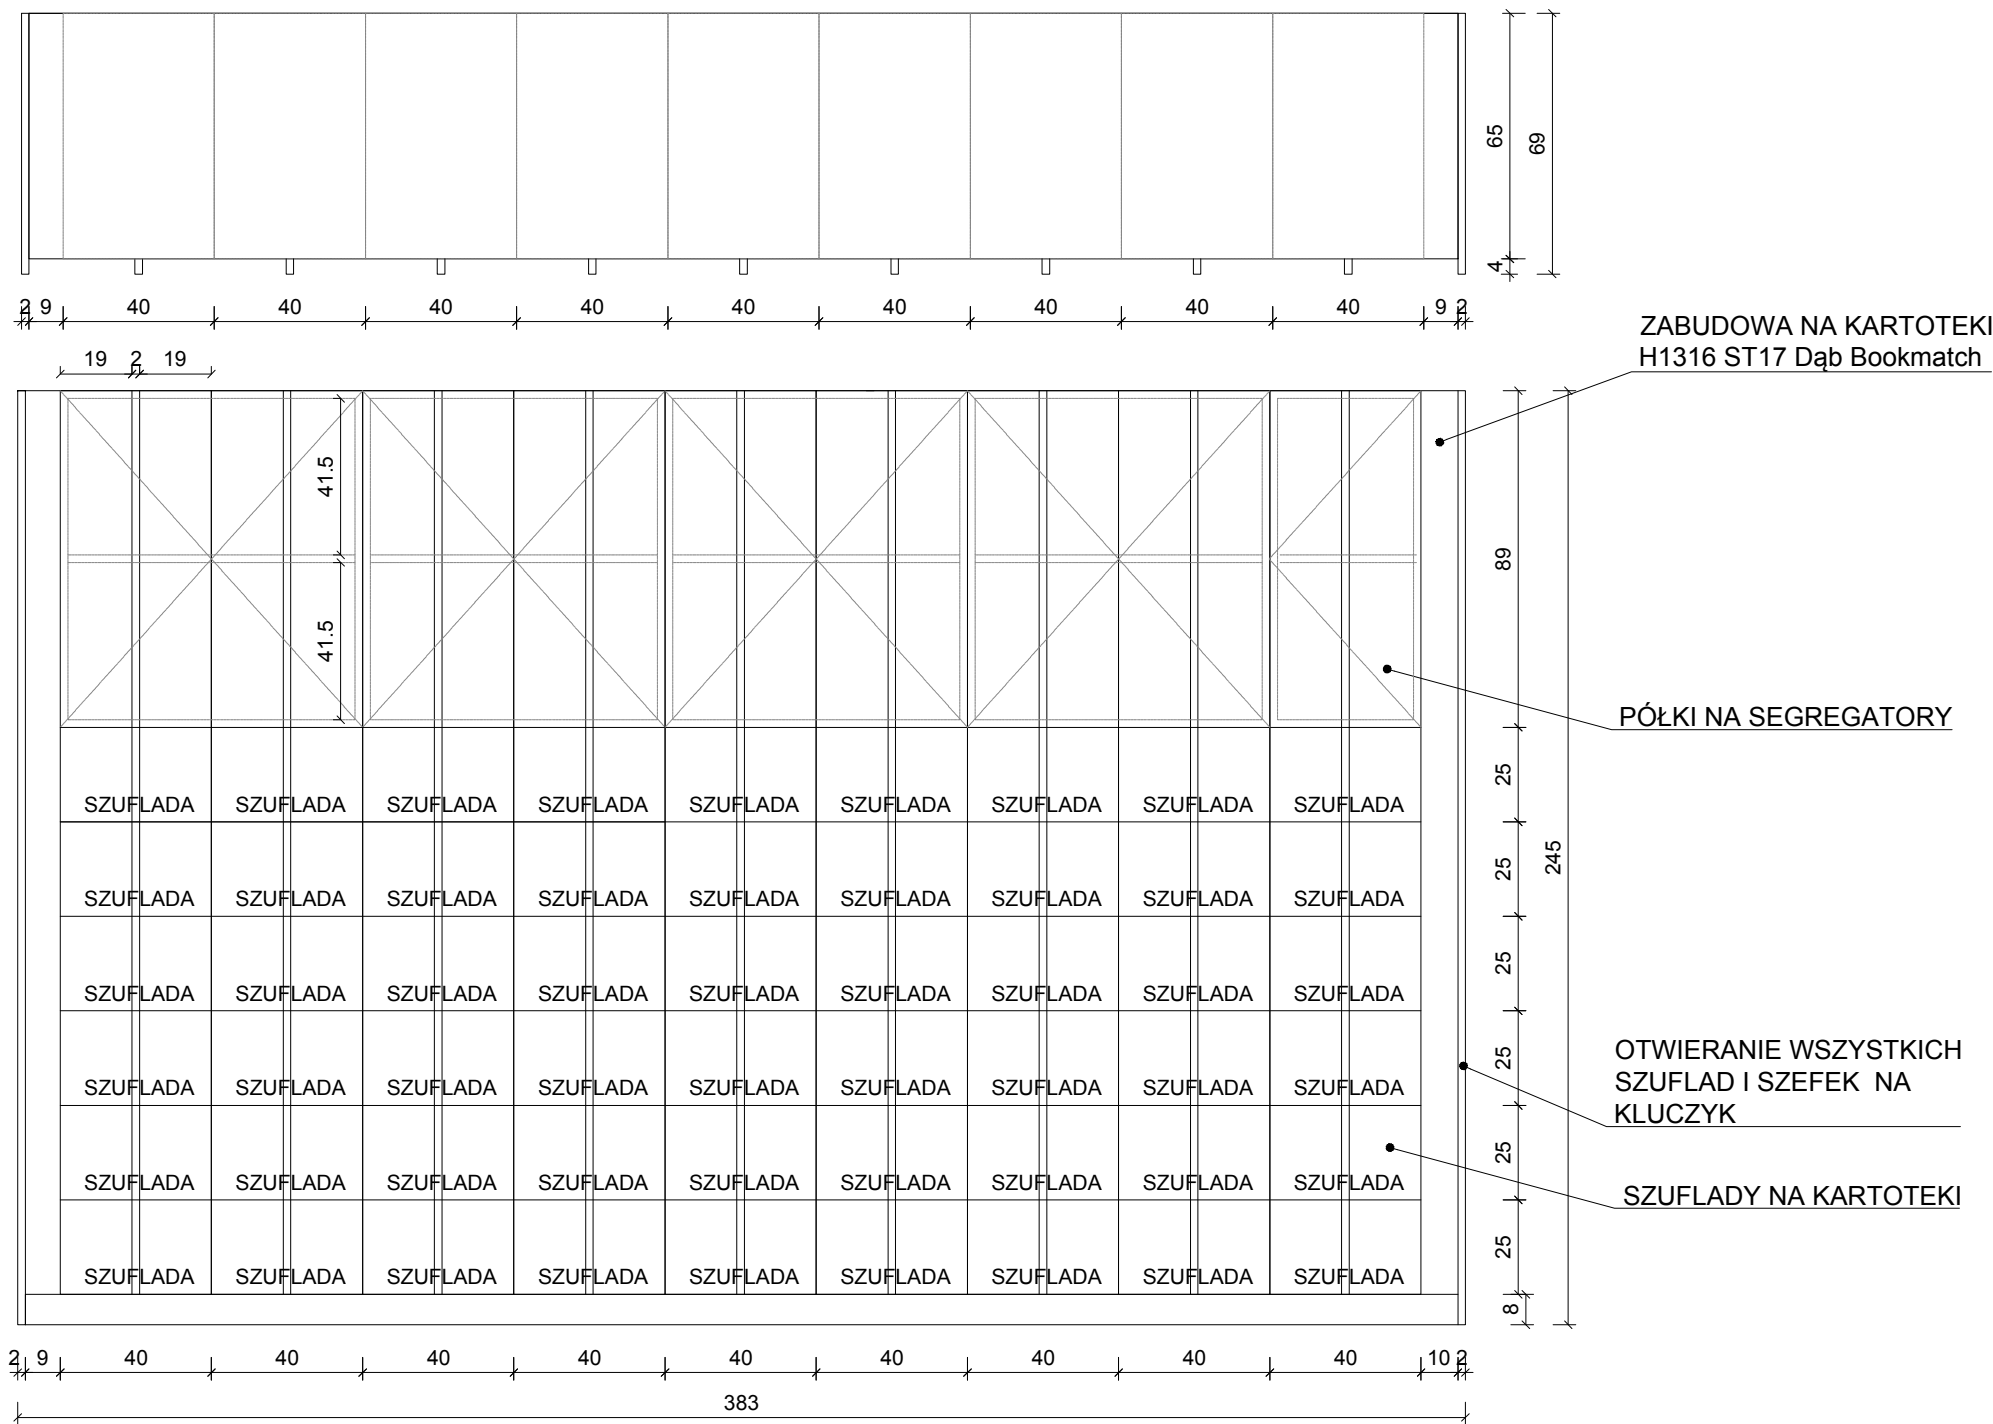 65
69
4
2 9 40 40 40 40 40 40 40 40 40 9 2
ZABUDOWA NA KARTOTEKI
H1316 ST17 Dąb Bookmatch
19 2 19
41.5
89
41.5
PÓŁKI NA SEGREGATORY
25
SZUFLADA SZUFLADA SZUFLADA SZUFLADA SZUFLADA SZUFLADA SZUFLADA SZUFLADA SZUFLADA
245
25
SZUFLADA SZUFLADA SZUFLADA SZUFLADA SZUFLADA SZUFLADA SZUFLADA SZUFLADA SZUFLADA
25
SZUFLADA SZUFLADA SZUFLADA SZUFLADA SZUFLADA SZUFLADA SZUFLADA SZUFLADA SZUFLADA
OTWIERANIE WSZYSTKICH
SZUFLAD I SZEFEK NA
KLUCZYK
25
SZUFLADA SZUFLADA SZUFLADA SZUFLADA SZUFLADA SZUFLADA SZUFLADA SZUFLADA SZUFLADA
25
SZUFLADA SZUFLADA SZUFLADA SZUFLADA SZUFLADA SZUFLADA SZUFLADA SZUFLADA SZUFLADA
SZUFLADY NA KARTOTEKI
25
SZUFLADA SZUFLADA SZUFLADA SZUFLADA SZUFLADA SZUFLADA SZUFLADA SZUFLADA SZUFLADA
8
2 9 40 40 40 40 40 40 40 40 40 10 2
383